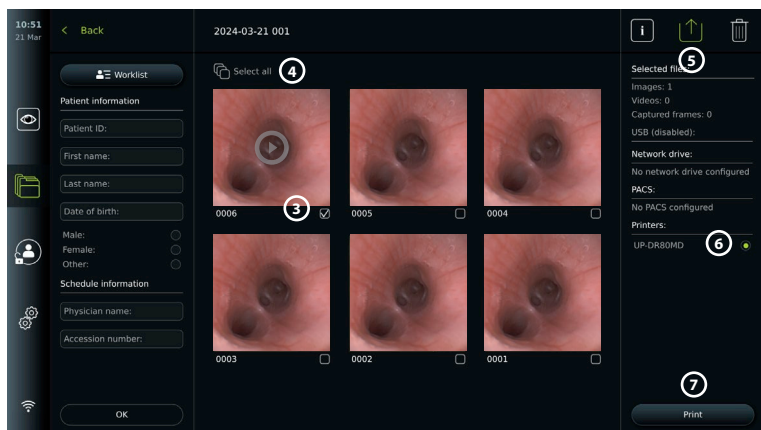 10:51
21 Mar
< Back
2024-03-21 001
i
Worklist
Patient information
Patient ID:
First name:
Last name:
Date of birth:
Male:
Female:
Other:
Schedule information
Physician name:
Accession number:
OK
Select all
4
0006
3
0005
0004
0003
0002
0001
5
Selected files:
Images: 1
Videos: 0
Captured frames: 0
USB (disabled):
Network drive:
No network drive configured
PACS:
No PACS configured
Printers:
UP-DR80MD
6
7
Print